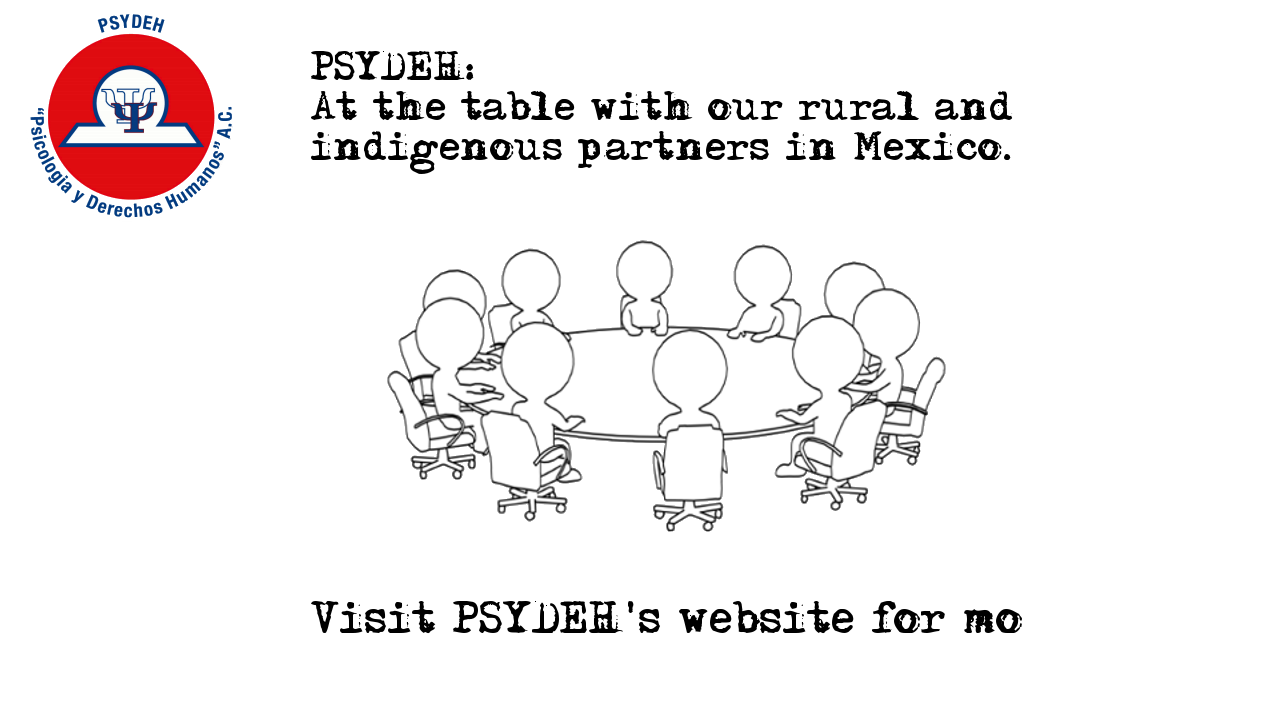 PSYDEH
"Psicología y Derechos Humanos" A.C.
PSYDEH:
At the table with our rural and
indigenous partners in Mexico.
Visit PSYDEH's website for mo